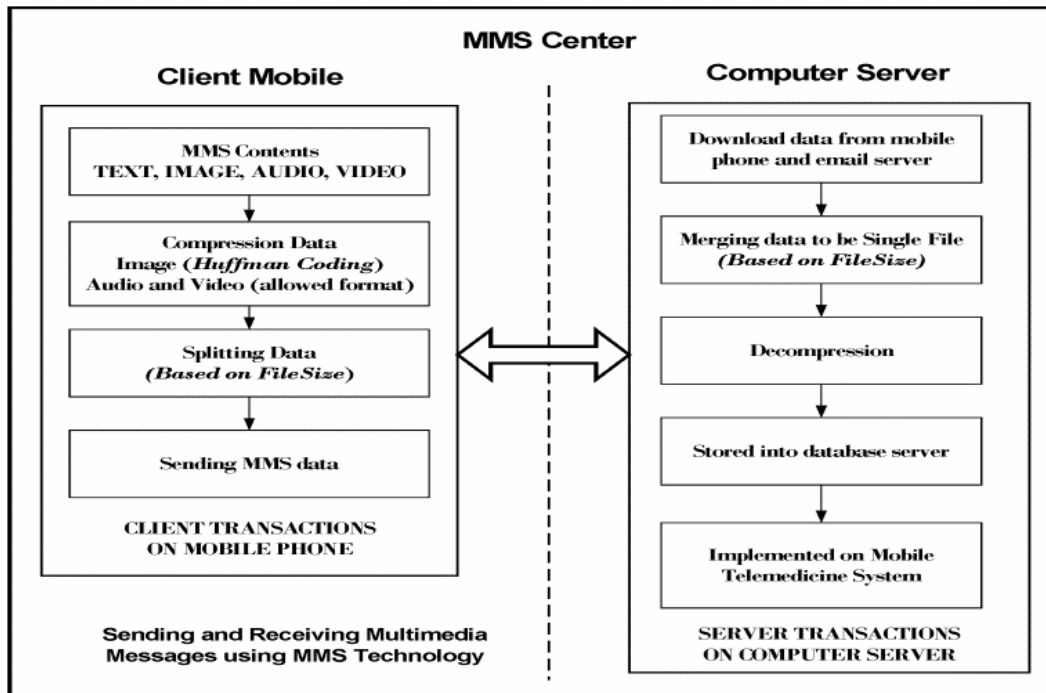 MMS Center
Client Mobile
MMS Contents
TEXT, IMAGE, AUDIO, VIDEO
Compression Data
Image (Huffman Coding)
Audio and Video (allowed format)
Splitting Data
(Based on FileSize)
Sending MMS data
CLIENT TRANSACTIONS
ON MOBILE PHONE
Sending and Receiving Multimedia
Messages using MMS Technology
Computer Server
Download data from mobile
phone and email server
Merging data to be Single File
(Based on FileSize)
Decompression
Stored into database server
Implemented on Mobile
Telemedicine System
SERVER TRANSACTIONS
ON COMPUTER SERVER